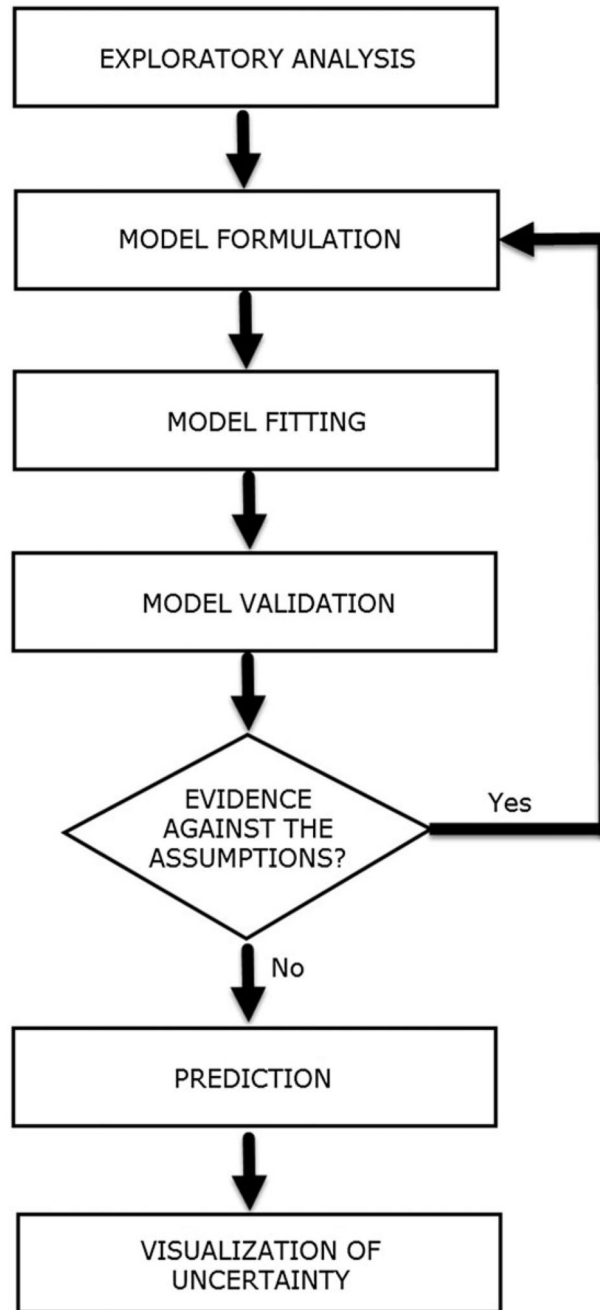 EXPLORATORY ANALYSIS
MODEL FORMULATION
MODEL FITTING
MODEL VALIDATION
EVIDENCE
AGAINST THE
ASSUMPTIONS?
Yes
No
PREDICTION
VISUALIZATION OF
UNCERTAINTY